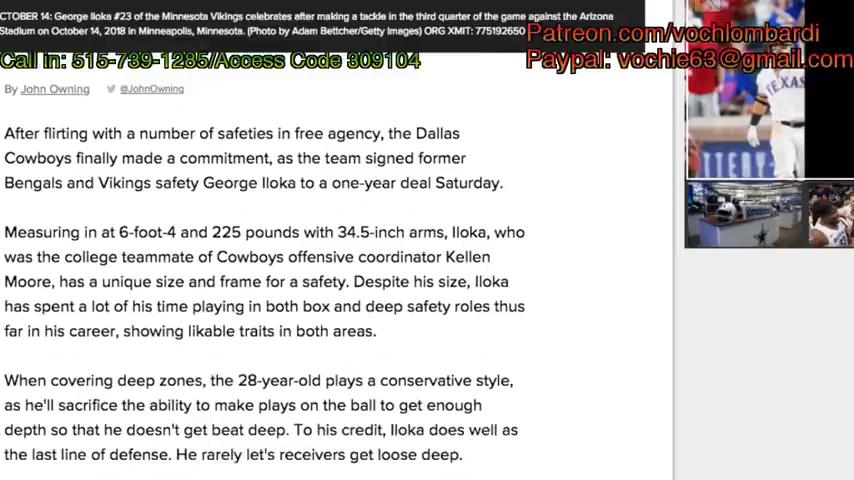 CTOBER 14: George Iloka #23 of the Minnesota Vikings celebrates after making a tackle in the third quarter of the game against the Arizona
Stadium on October 14, 2018 in Minneapolis, Minnesota. (Photo by Adam Bettcher/Getty Images) ORG XMIT: 775192650
Patreon.com/vochlombardi
Call in: 515-739-1285/Access Code 309104
Paypal: vochie63@gmail.com
By John Owning @JohnOwning
After flirting with a number of safeties in free agency, the Dallas
Cowboys finally made a commitment, as the team signed former
Bengals and Vikings safety George Iloka to a one-year deal Saturday.
Measuring in at 6-foot-4 and 225 pounds with 34.5-inch arms, Iloka, who
was the college teammate of Cowboys offensive coordinator Kellen
Moore, has a unique size and frame for a safety. Despite his size, Iloka
has spent a lot of his time playing in both box and deep safety roles thus
far in his career, showing likable traits in both areas.
When covering deep zones, the 28-year-old plays a conservative style,
as he'll sacrifice the ability to make plays on the ball to get enough
depth so that he doesn't get beat deep. To his credit, Iloka does well as
the last line of defense. He rarely let's receivers get loose deep.
TEXAS